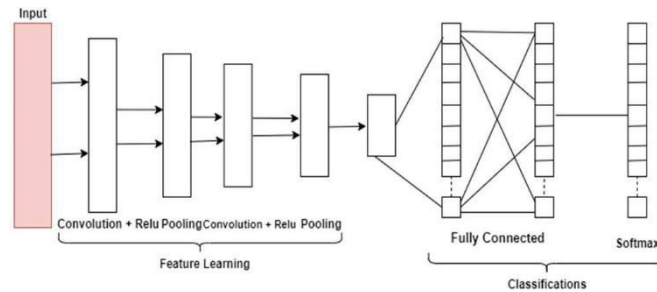 Input
Convolution + Relu Pooling Convolution + Relu Pooling
Feature Learning
Fully Connected
Softmax
Classifications